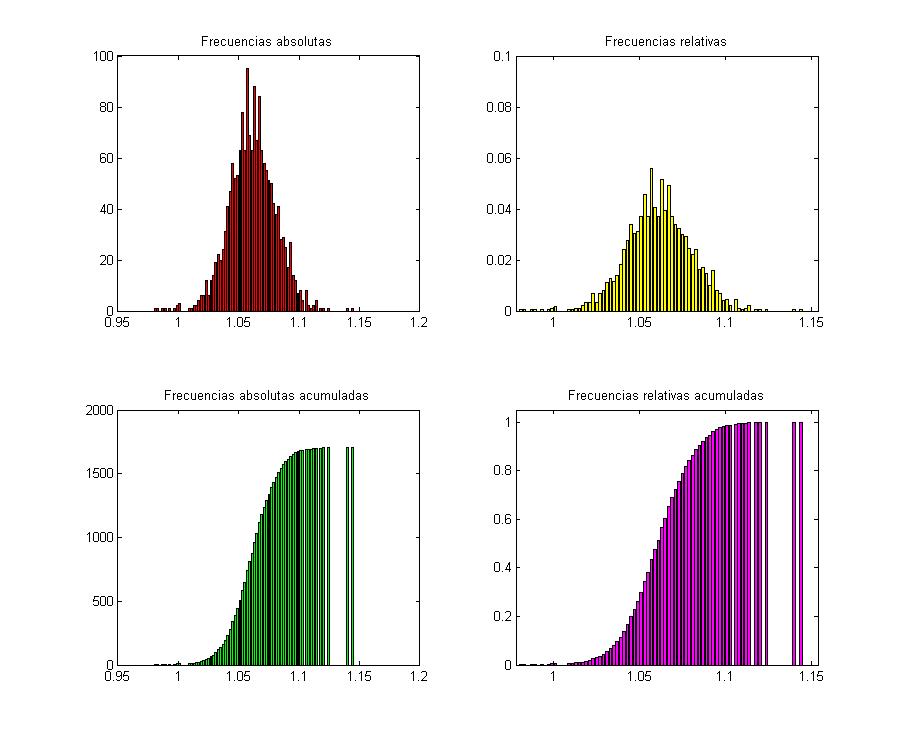 Frecuencias absolutas
100
80
60
40
20
0
0.95 1 1.05 1.1 1.15 1.2
Frecuencias relativas
0.1
0.08
0.06
0.04
0.02
0
1 1.05 1.1 1.15
Frecuencias absolutas acumuladas
2000
1500
1000
500
0
0.95 1 1.05 1.1 1.15 1.2
Frecuencias relativas acumuladas
1
0.8
0.6
0.4
0.2
0
1 1.05 1.1 1.15